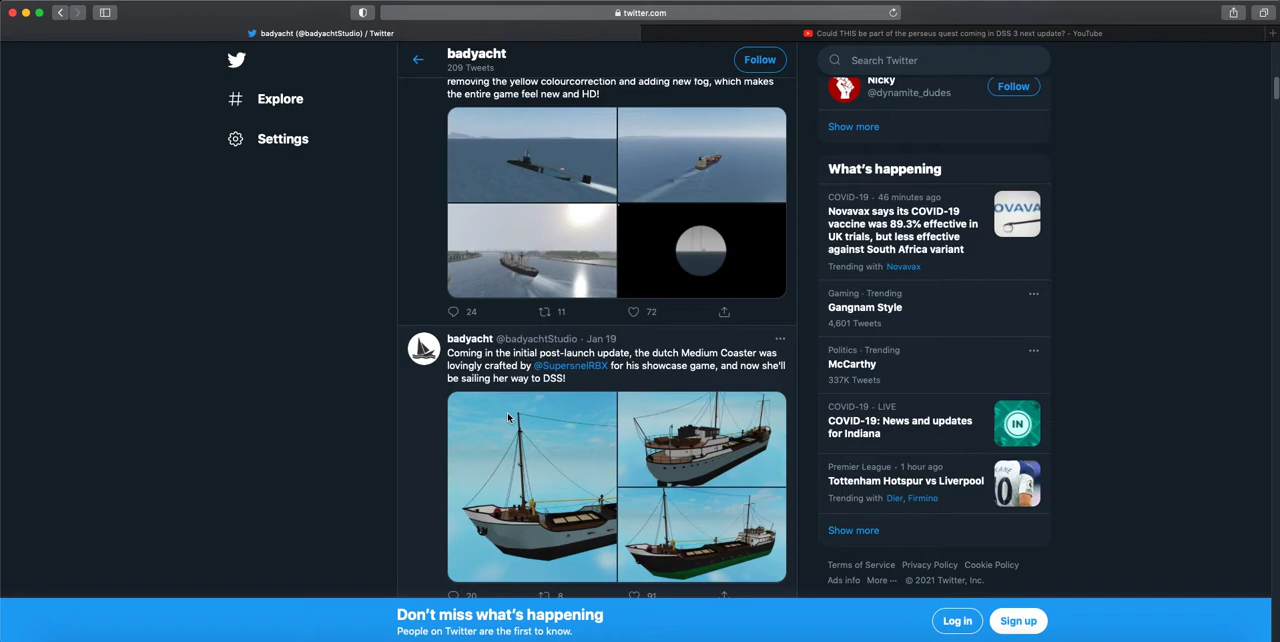 twitter.com
badyacht (@badyachtStudio) / Twitter
Could THIS be part of the perseus quest coming in DSS 3 next update? - YouTube
Explore
Settings
badyacht
209 Tweets
Follow
removing the yellow colourcorrection and adding new fog, which makes
the entire game feel new and HD!
24
11
72
badyacht @badyachtStudio · Jan 19
Coming in the initial post-launch update, the dutch Medium Coaster was
lovingly crafted by @SupersnelRBX for his showcase game, and now she'll
be sailing her way to DSS!
20
8
91
Search Twitter
Nicky
@dynamite_dudes
Follow
Show more
What's happening
COVID-19 · 46 minutes ago
Novavax says its COVID-19
vaccine was 89.3% effective in
UK trials, but less effective
against South Africa variant
Trending with Novavax
OVAVA
Gaming · Trending
Gangnam Style
4,601 Tweets
Politics · Trending
McCarthy
337K Tweets
COVID-19 · LIVE
COVID-19: News and updates
for Indiana
IN
Premier League · 1 hour ago
Tottenham Hotspur vs Liverpool
Trending with Dier, Firmino
Show more
Terms of Service Privacy Policy Cookie Policy
Ads info More ··· © 2021 Twitter, Inc.
Don't miss what's happening
People on Twitter are the first to know.
Log in
Sign up